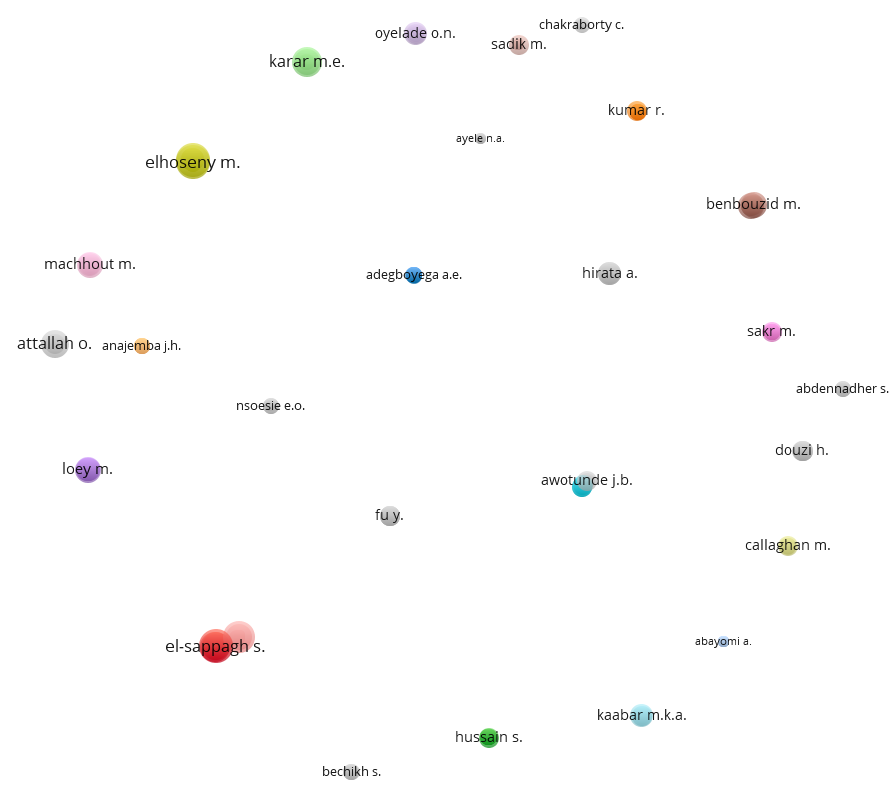 chakraborty c.
oyelade o.n.
sadik m.
karar m.e.
kumar r.
ayele n.a.
elhoseny m.
benbouzid m.
machhout m.
adegboyega a.e.
hirata a.
sakr m.
attallah o.
anajemba j.h.
abdennadher s.
nsoesie e.o.
douzi h.
loey m.
awotunde j.b.
fu y.
callaghan m.
abayomi a.
el-sappagh s.
kaabar m.k.a.
hussain s.
bechikh s.